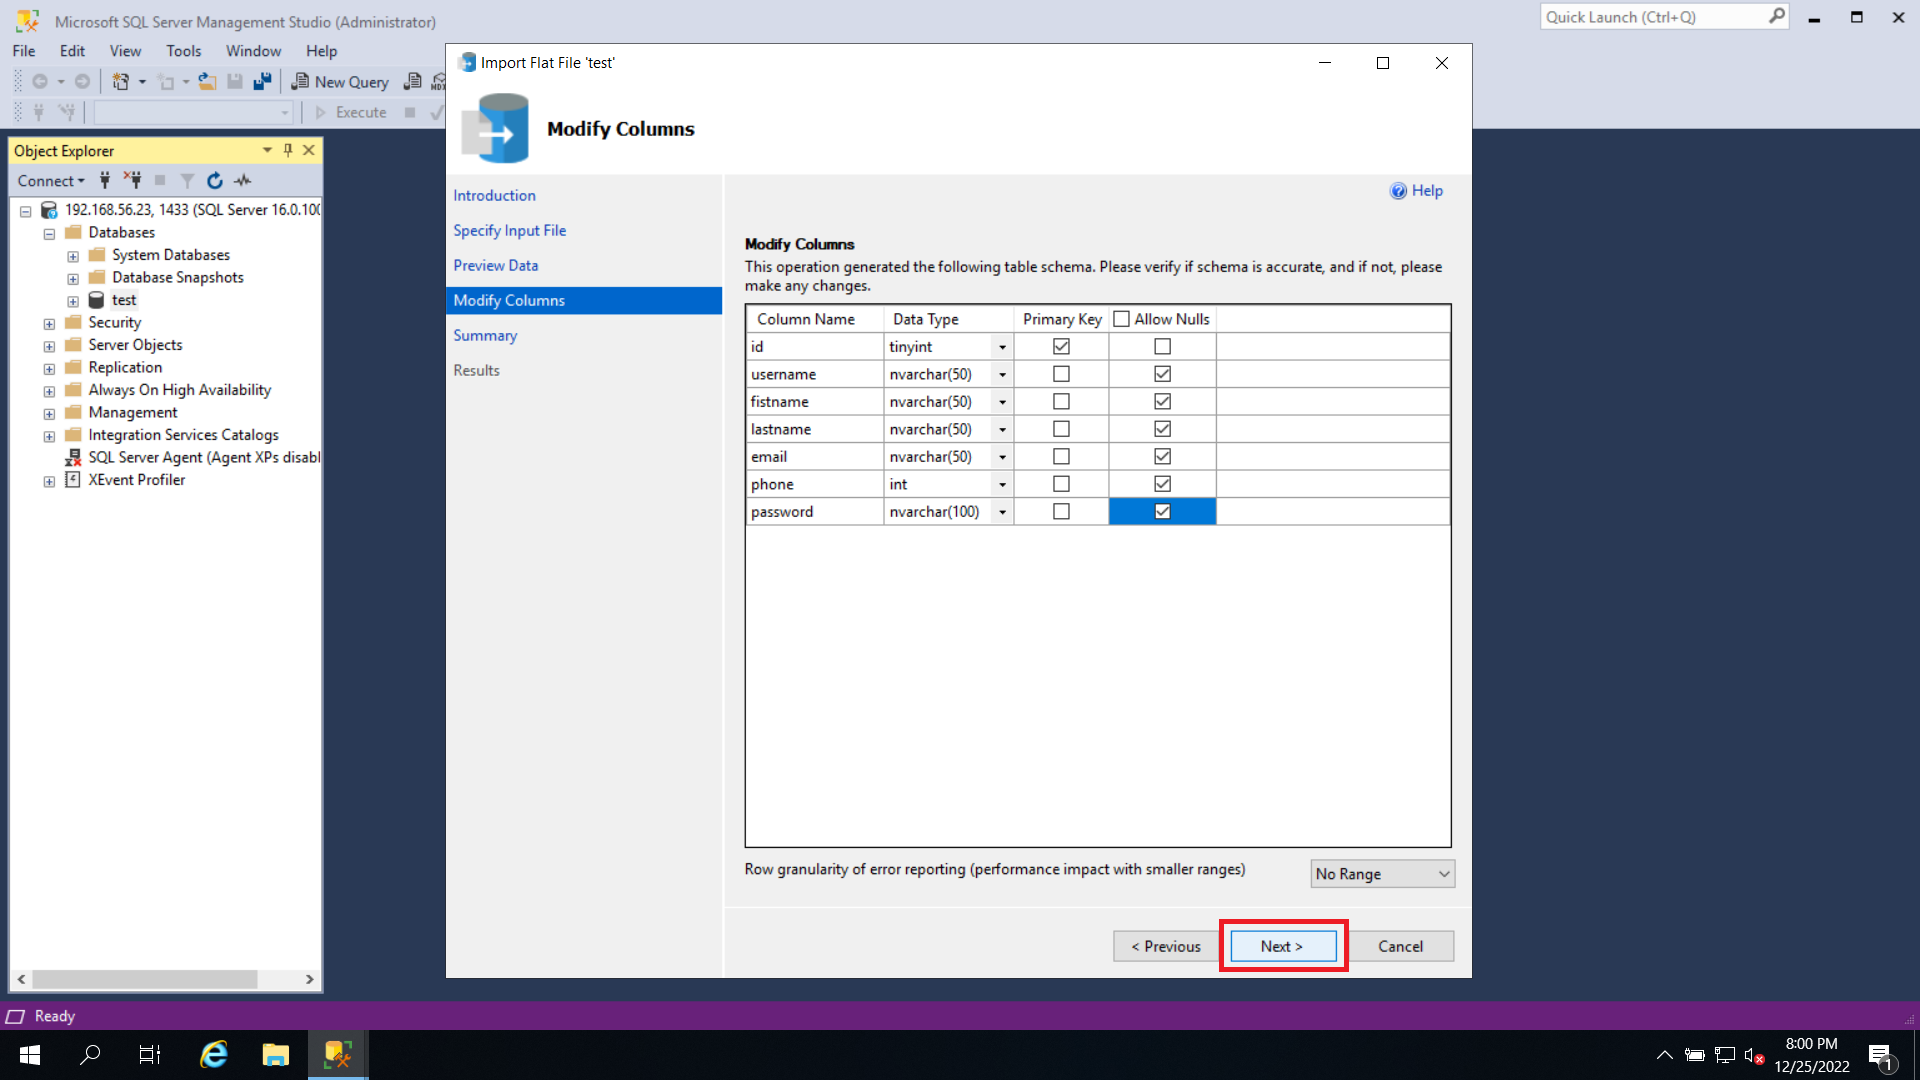 Microsoft SQL Server Management Studio (Administrator)
Quick Launch (Ctrl+Q)
File Edit View Tools Window Help
New Query
Execute
Object Explorer
Connect
192.168.56.23, 1433 (SQL Server 16.0.100
Databases
System Databases
Database Snapshots
test
Security
Server Objects
Replication
Always On High Availability
Management
Integration Services Catalogs
SQL Server Agent (Agent XPs disabl
XEvent Profiler
Import Flat File 'test'
Modify Columns
Introduction
Specify Input File
Preview Data
Modify Columns
Summary
Results
Help
Modify Columns
This operation generated the following table schema. Please verify if schema is accurate, and if not, please
make any changes.
Column Name Data Type Primary Key Allow Nulls
id tinyint
username nvarchar(50)
fistname nvarchar(50)
lastname nvarchar(50)
email nvarchar(50)
phone int
password nvarchar(100)
Row granularity of error reporting (performance impact with smaller ranges) No Range
< Previous Next > Cancel
Ready
8:00 PM
12/25/2022
1